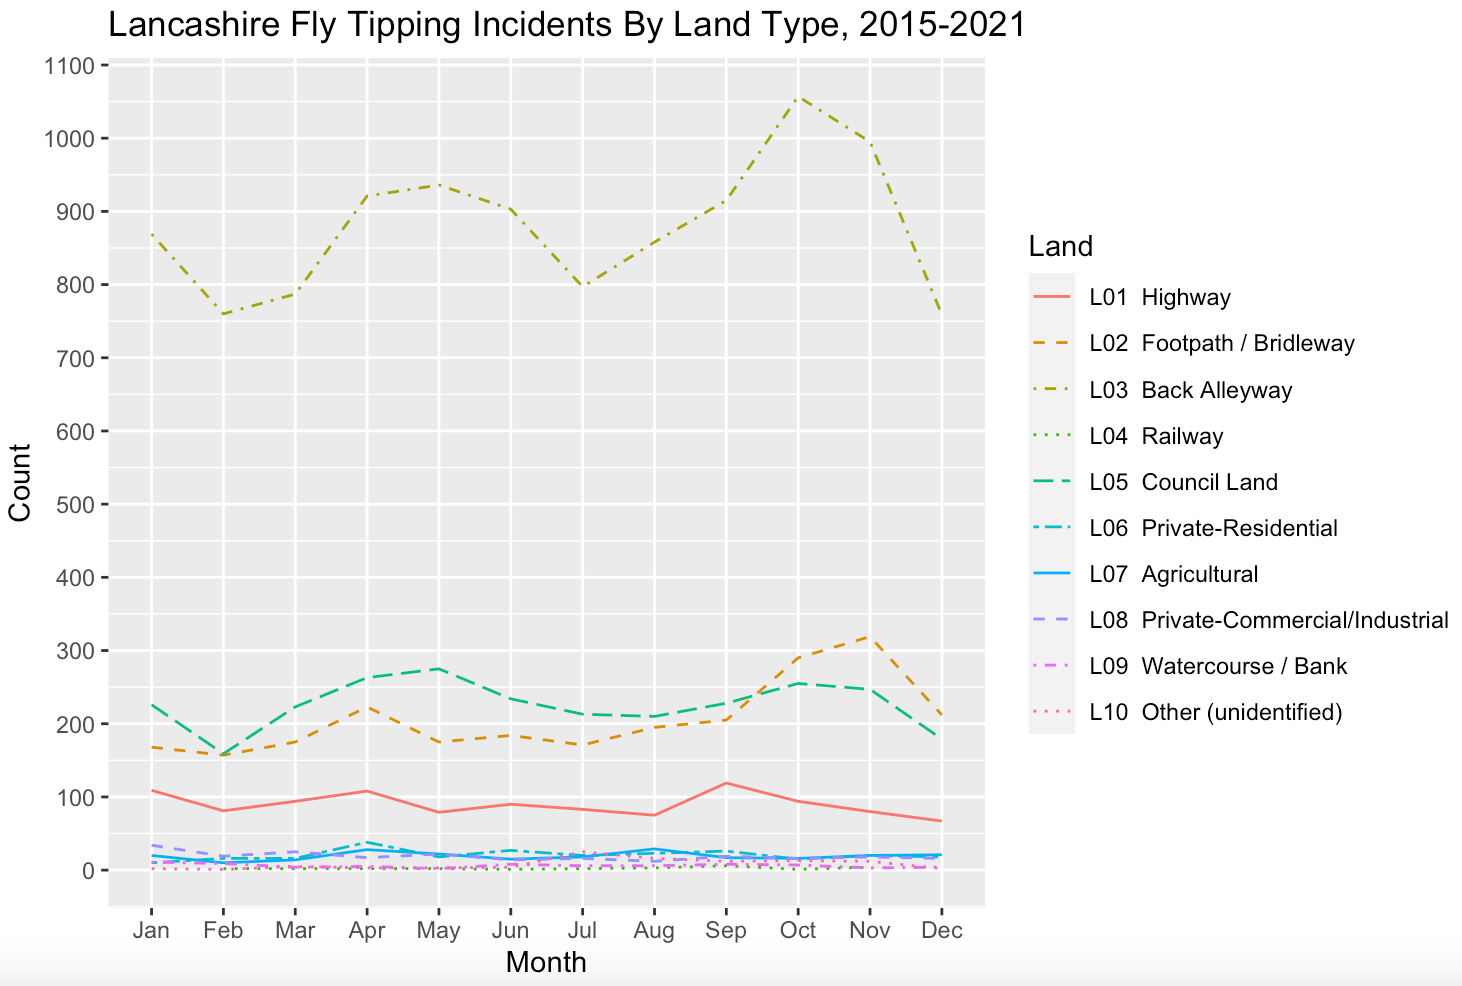 Lancashire Fly Tipping Incidents By Land Type, 2015-2021
1100
1000
900
800
700
600
500
400
300
200
100
0
Count
Jan Feb Mar Apr May Jun Jul Aug Sep Oct Nov Dec
Month
Land
L01 Highway
L02 Footpath / Bridleway
L03 Back Alleyway
L04 Railway
L05 Council Land
L06 Private-Residential
L07 Agricultural
L08 Private-Commercial/Industrial
L09 Watercourse / Bank
L10 Other (unidentified)